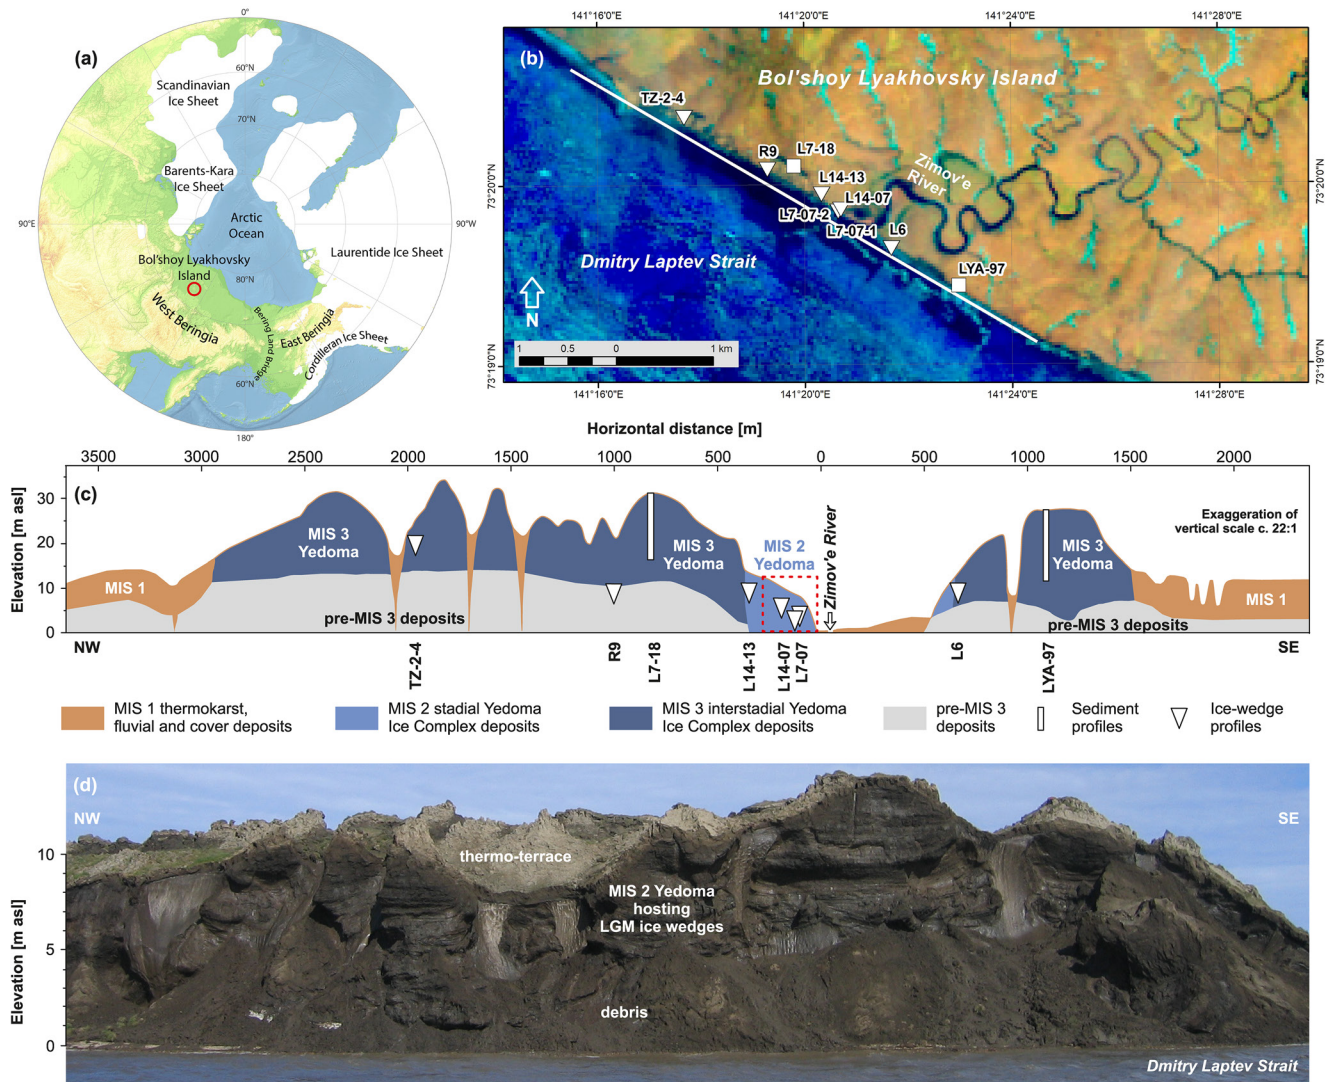 (a)
0°
60°N
70°N
Scandinavian
Ice Sheet
Barents-Kara
Ice Sheet
90°E
Arctic
Ocean
90°W
Laurentide Ice Sheet
Bol'shoy Lyakhovsky
Island
80°N
West Beringia
Bering Land Bridge
East Beringia
Cordilleran Ice Sheet
60°N
180°
141°16'0"E
141°20'0"E
141°24'0"E
141°28'0"E
(b)
Bol'shoy Lyakhovsky Island
TZ-2-4
R9
L7-18
L14-13
L14-07
L7-07-2
L7-07-1
L6
LYA-97
Zimov'e
River
Dmitry Laptev Strait
N
1
0.5
0
1 km
73°20'0"N
73°19'0"N
73°20'0"N
73°19'0"N
141°16'0"E
141°20'0"E
141°24'0"E
141°28'0"E
Horizontal distance [m]
3500
3000
2500
2000
1500
1000
500
0
500
1000
1500
2000
(c)
Elevation [m asl]
30
20
10
0
MIS 1
MIS 3
Yedoma
MIS 3
Yedoma
MIS 2
Yedoma
Zimov'e River
MIS 3
Yedoma
Exaggeration of
vertical scale c. 22:1
MIS 1
pre-MIS 3 deposits
pre-MIS 3 deposits
NW
SE
TZ-2-4
R9
L7-18
L14-13
L14-07
L7-07
L6
LYA-97
MIS 1 thermokarst,
fluvial and cover deposits
MIS 2 stadial Yedoma
Ice Complex deposits
MIS 3 interstadial Yedoma
Ice Complex deposits
pre-MIS 3
deposits
Sediment
profiles
Ice-wedge
profiles
(d)
NW
SE
Elevation [m asl]
10
5
0
thermo-terrace
MIS 2 Yedoma
hosting
LGM ice wedges
debris
Dmitry Laptev Strait